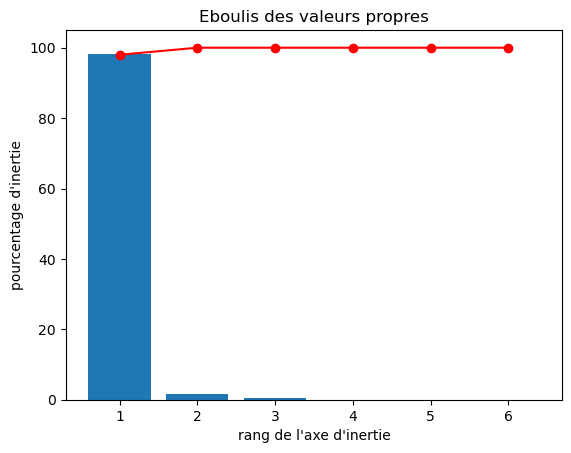 Eboulis des valeurs propres
pourcentage d'inertie
100
80
60
40
20
0
1 2 3 4 5 6
rang de l'axe d'inertie